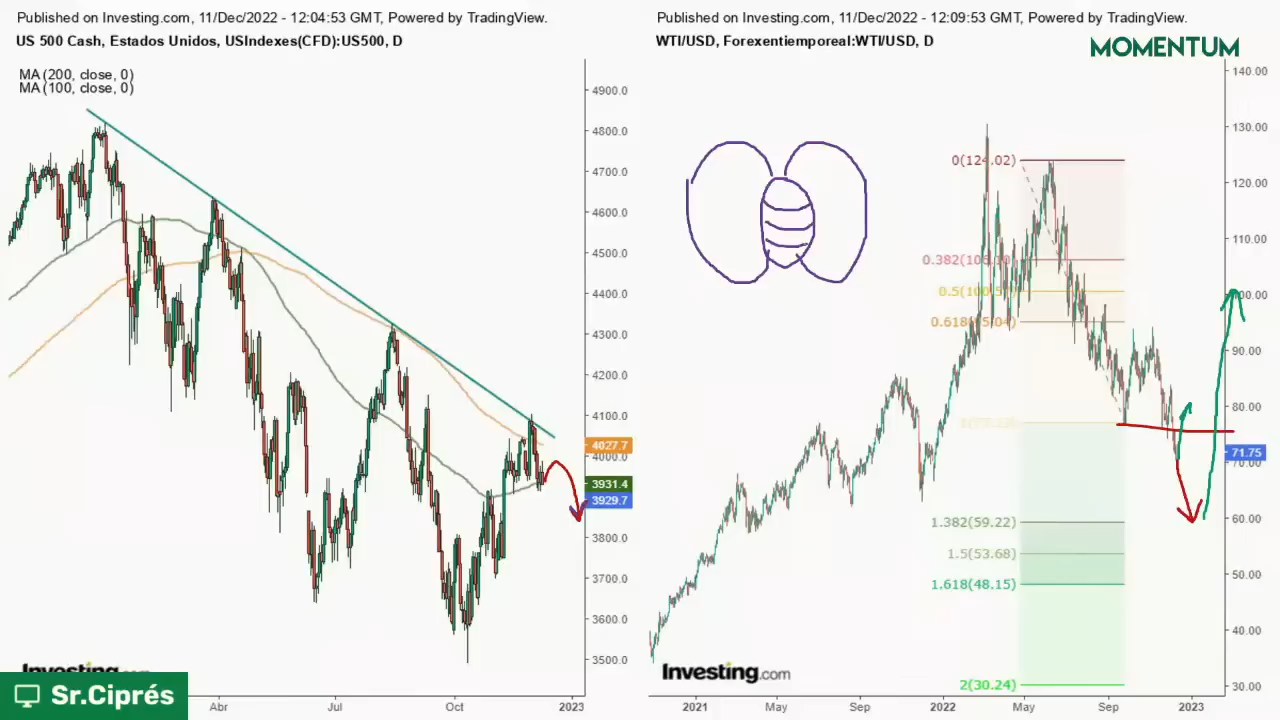 Published on Investing.com, 11/Dec/2022 - 12:04:53 GMT, Powered by TradingView.
US 500 Cash, Estados Unidos, USIndexes(CFD):US500, D
MA (200, close, 0)
MA (100, close, 0)
4900.0
4800.0
4700.0
4600.0
4500.0
4400.0
4300.0
4200.0
4100.0
4027.7
4000.0
3931.4
3929.7
3800.0
3700.0
3600.0
3500.0
Investing.com
Sr.Ciprés
Abr
Jul
Oct
2023
Published on Investing.com, 11/Dec/2022 - 12:09:53 GMT, Powered by TradingView.
WTI/USD, Forexentiemporeal:WTI/USD, D
MOMENTUM
140.00
130.00
120.00
110.00
100.00
90.00
80.00
71.75
70.00
60.00
50.00
40.00
30.00
0(124.02)
1.382(59.22)
1.5(53.68)
1.618(48.15)
2(30.24)
Investing.com
2021
May
Sep
2022
May
Sep
2023